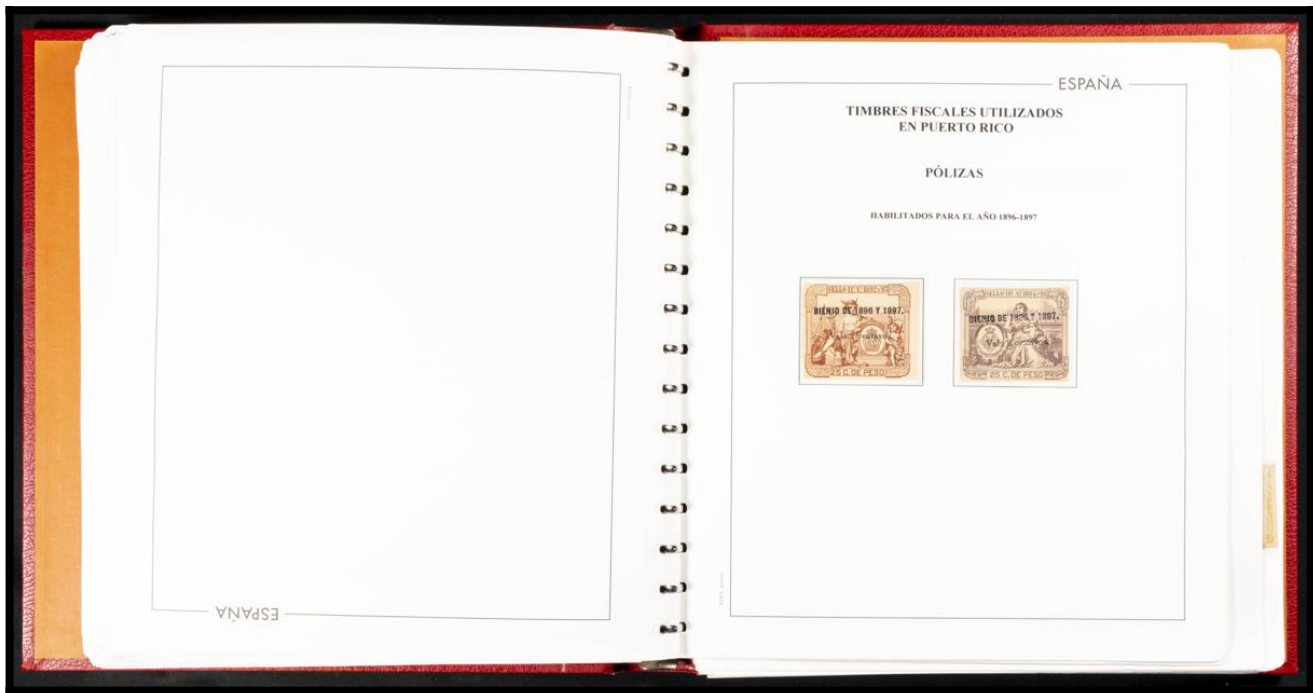 ESPAÑA
ESPAÑA
TIMBRES FISCALES UTILIZADOS
EN PUERTO RICO
PÓLIZAS
HABILITADOS PARA EL AÑO 1896-1897
BIENIO DE 1896 Y 1897.
25 C. DE PESO
BIENIO DE 1896 Y 1897.
25 C. DE PESO